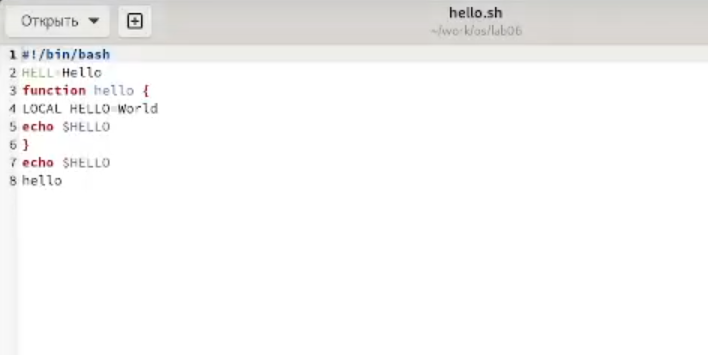 Открыть
hello.sh
~/work/os/lab06
1 #!/bin/bash
2 HELL=Hello
3 function hello {
4 LOCAL HELLO=World
5 echo $HELLO
6 }
7 echo $HELLO
8 hello